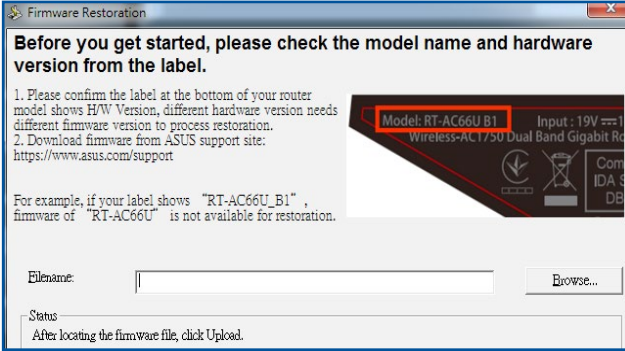 Firmware Restoration
Before you get started, please check the model name and hardware
version from the label.
1. Please confirm the label at the bottom of your router
model shows H/W Version, different hardware version needs
different firmware version to process restoration.
2. Download firmware from ASUS support site:
https://www.asus.com/support
For example, if your label shows “RT-AC66U_B1”,
firmware of “RT-AC66U” is not available for restoration.
Model: RT-AC66U B1 Input : 19V
Wireless-AC1750 Dual Band Gigabit
IDA
DB
Filename:
Browse...
Status
After locating the firmware file, click Upload.